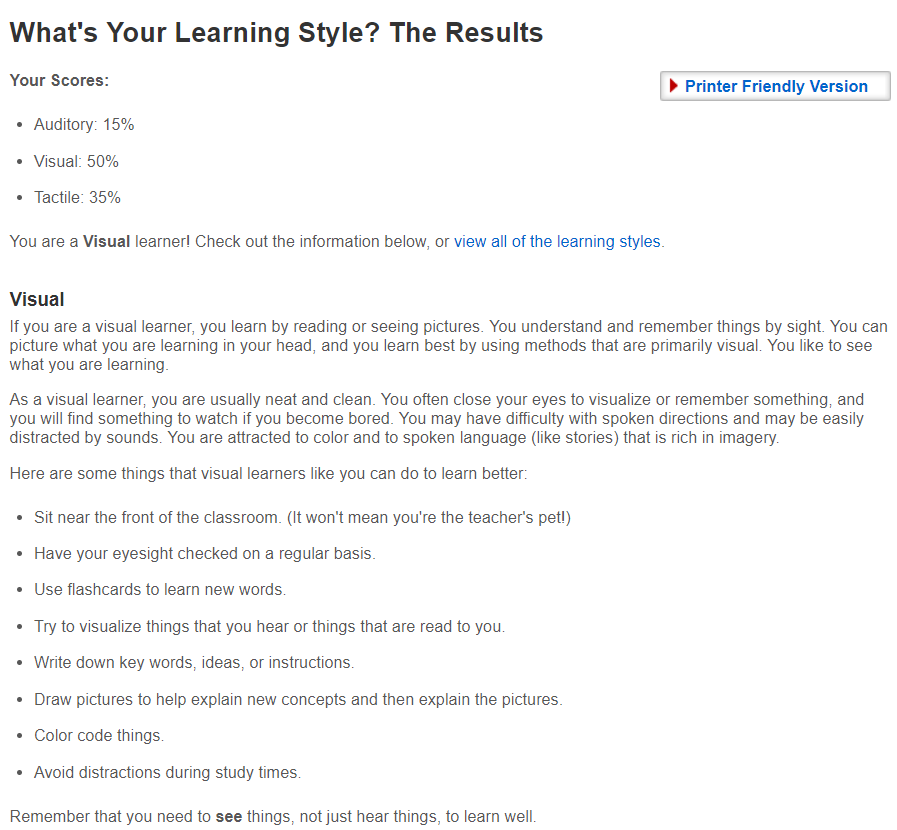 What's Your Learning Style? The Results
Your Scores:
Printer Friendly Version
• Auditory: 15%
• Visual: 50%
• Tactile: 35%
You are a Visual learner! Check out the information below, or view all of the learning styles.
Visual
If you are a visual learner, you learn by reading or seeing pictures. You understand and remember things by sight. You can
picture what you are learning in your head, and you learn best by using methods that are primarily visual. You like to see
what you are learning.
As a visual learner, you are usually neat and clean. You often close your eyes to visualize or remember something, and
you will find something to watch if you become bored. You may have difficulty with spoken directions and may be easily
distracted by sounds. You are attracted to color and to spoken language (like stories) that is rich in imagery.
Here are some things that visual learners like you can do to learn better:
• Sit near the front of the classroom. (It won't mean you're the teacher's pet!)
• Have your eyesight checked on a regular basis.
• Use flashcards to learn new words.
• Try to visualize things that you hear or things that are read to you.
• Write down key words, ideas, or instructions.
• Draw pictures to help explain new concepts and then explain the pictures.
• Color code things.
• Avoid distractions during study times.
Remember that you need to see things, not just hear things, to learn well.